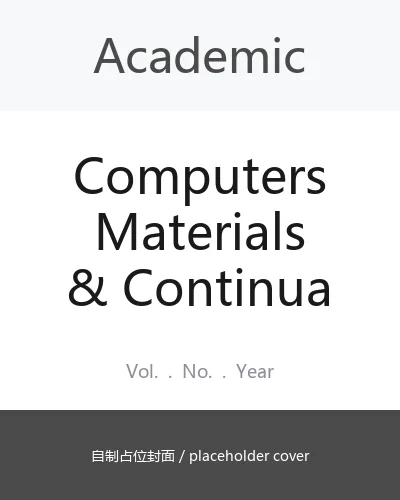 Academic
Computers
Materials
& Continua
Vol. . No. . Year
自制占位封面 / placeholder cover